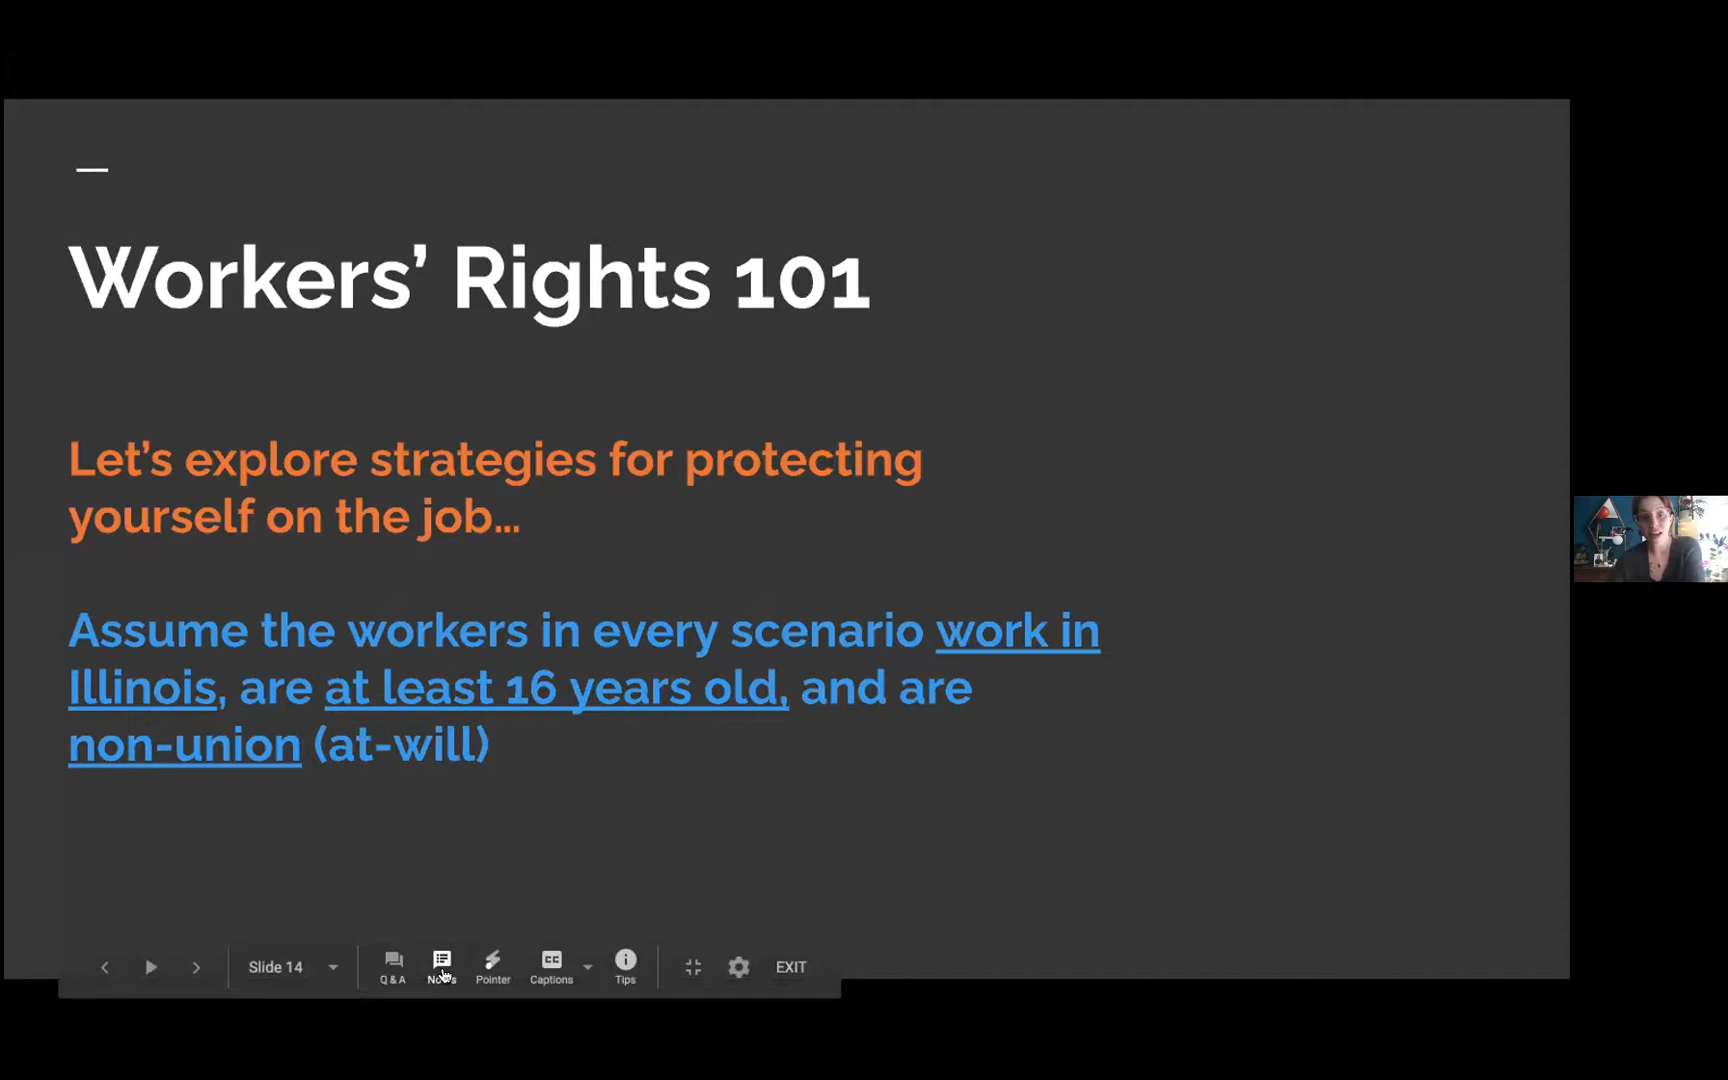 Workers’ Rights 101
Let’s explore strategies for protecting
yourself on the job...
Assume the workers in every scenario work in
Illinois, are at least 16 years old, and are
non-union (at-will)
Slide 14
Q & A
Pointer
CC
Captions
Tips
EXIT